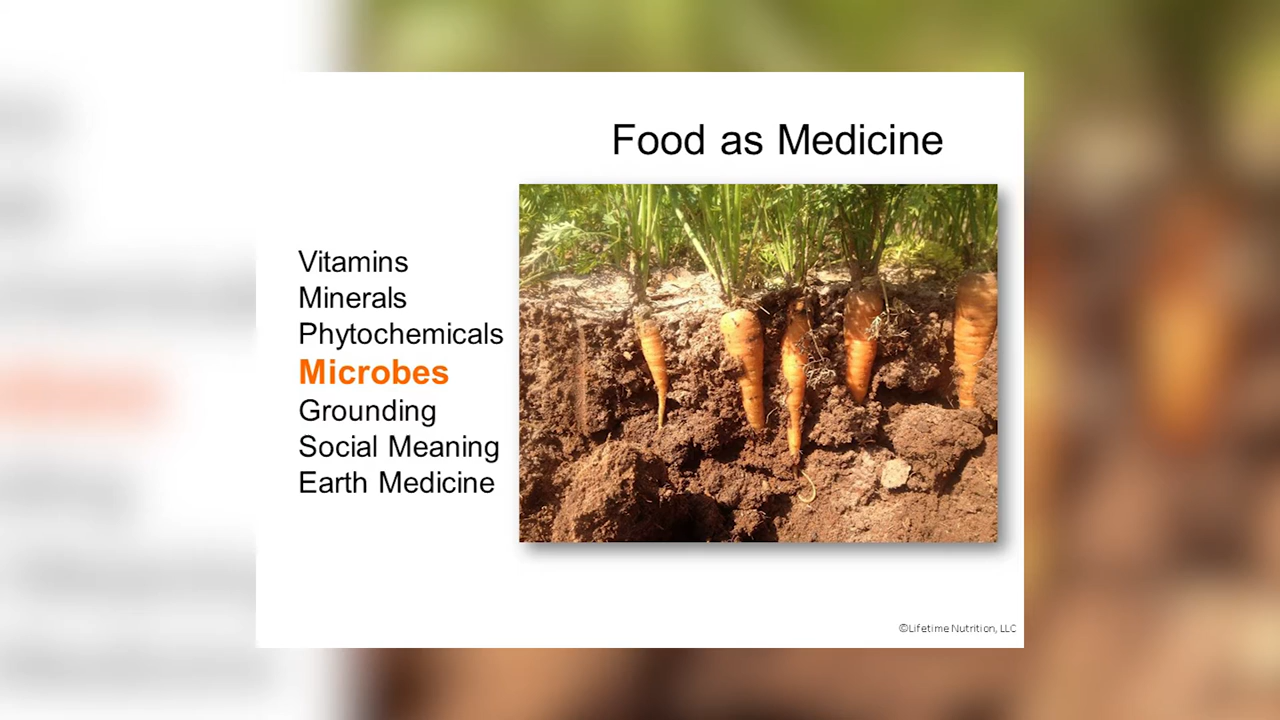 Food as Medicine
Vitamins
Minerals
Phytochemicals
Microbes
Grounding
Social Meaning
Earth Medicine
©Lifetime Nutrition, LLC